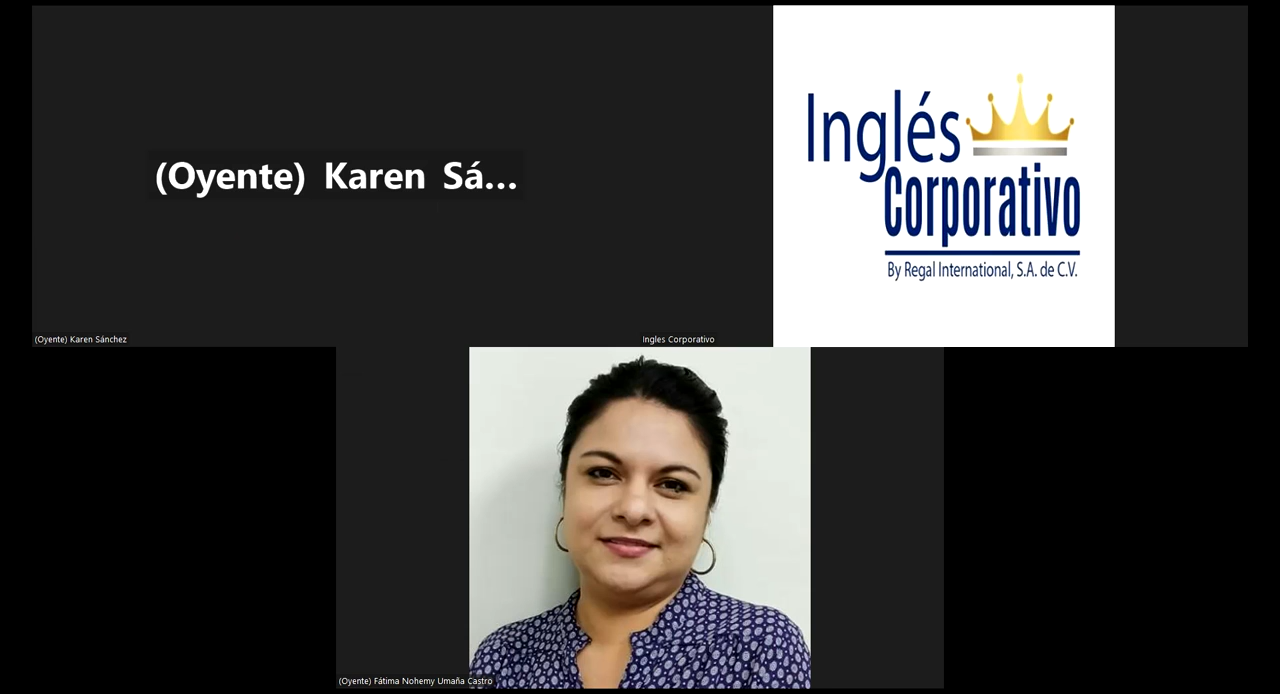 (Oyente) Karen Sá...
(Oyente) Karen Sánchez
Inglés
Corporativo
By Regal International, S.A. de C.V.
Ingles Corporativo
(Oyente) Fátima Nohemy Umaña Castro